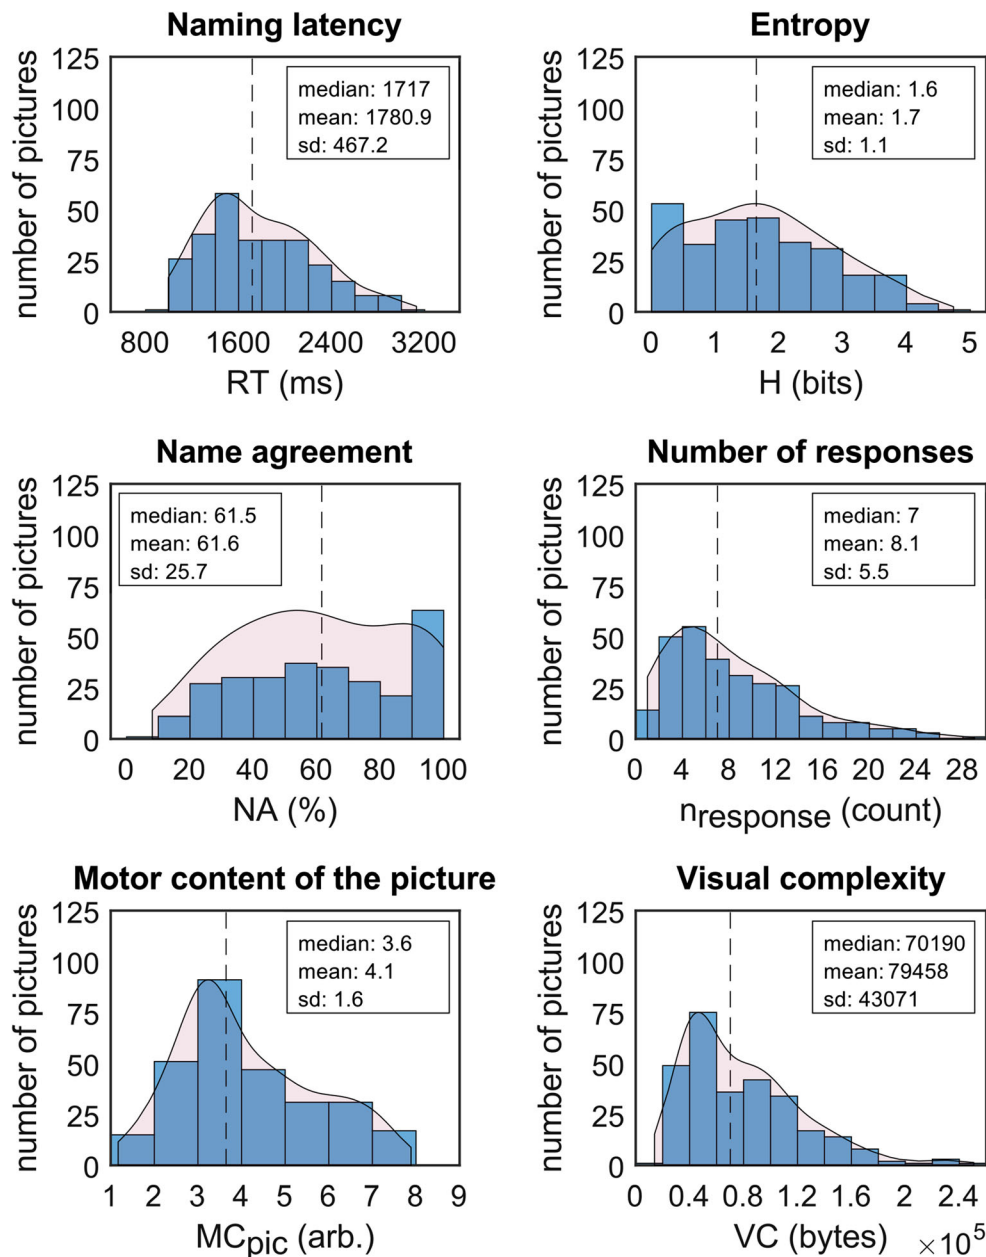 Naming latency
number of pictures
125
100
75
50
25
0
median: 1717
mean: 1780.9
sd: 467.2
800 1600 2400 3200
RT (ms)
Entropy
number of pictures
125
100
75
50
25
0
median: 1.6
mean: 1.7
sd: 1.1
0 1 2 3 4 5
H (bits)
Name agreement
number of pictures
125
100
75
50
25
0
median: 61.5
mean: 61.6
sd: 25.7
0 20 40 60 80 100
NA (%)
Number of responses
number of pictures
125
100
75
50
25
0
median: 7
mean: 8.1
sd: 5.5
0 4 8 12 16 20 24 28
nresponse (count)
Motor content of the picture
number of pictures
125
100
75
50
25
0
median: 3.6
mean: 4.1
sd: 1.6
1 2 3 4 5 6 7 8 9
MCpic (arb.)
Visual complexity
number of pictures
125
100
75
50
25
0
median: 70190
mean: 79458
sd: 43071
0 0.4 0.8 1.2 1.6 2 2.4
VC (bytes) ×10⁵